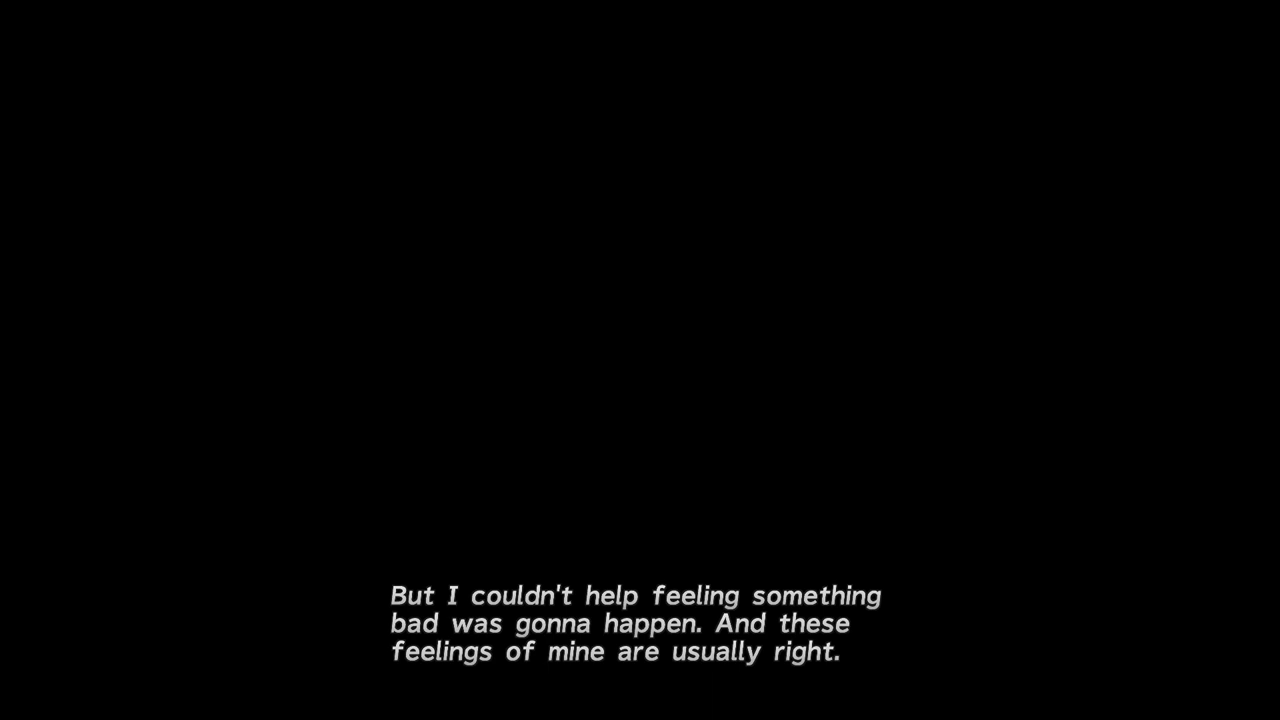 But I couldn't help feeling something
bad was gonna happen. And these
feelings of mine are usually right.